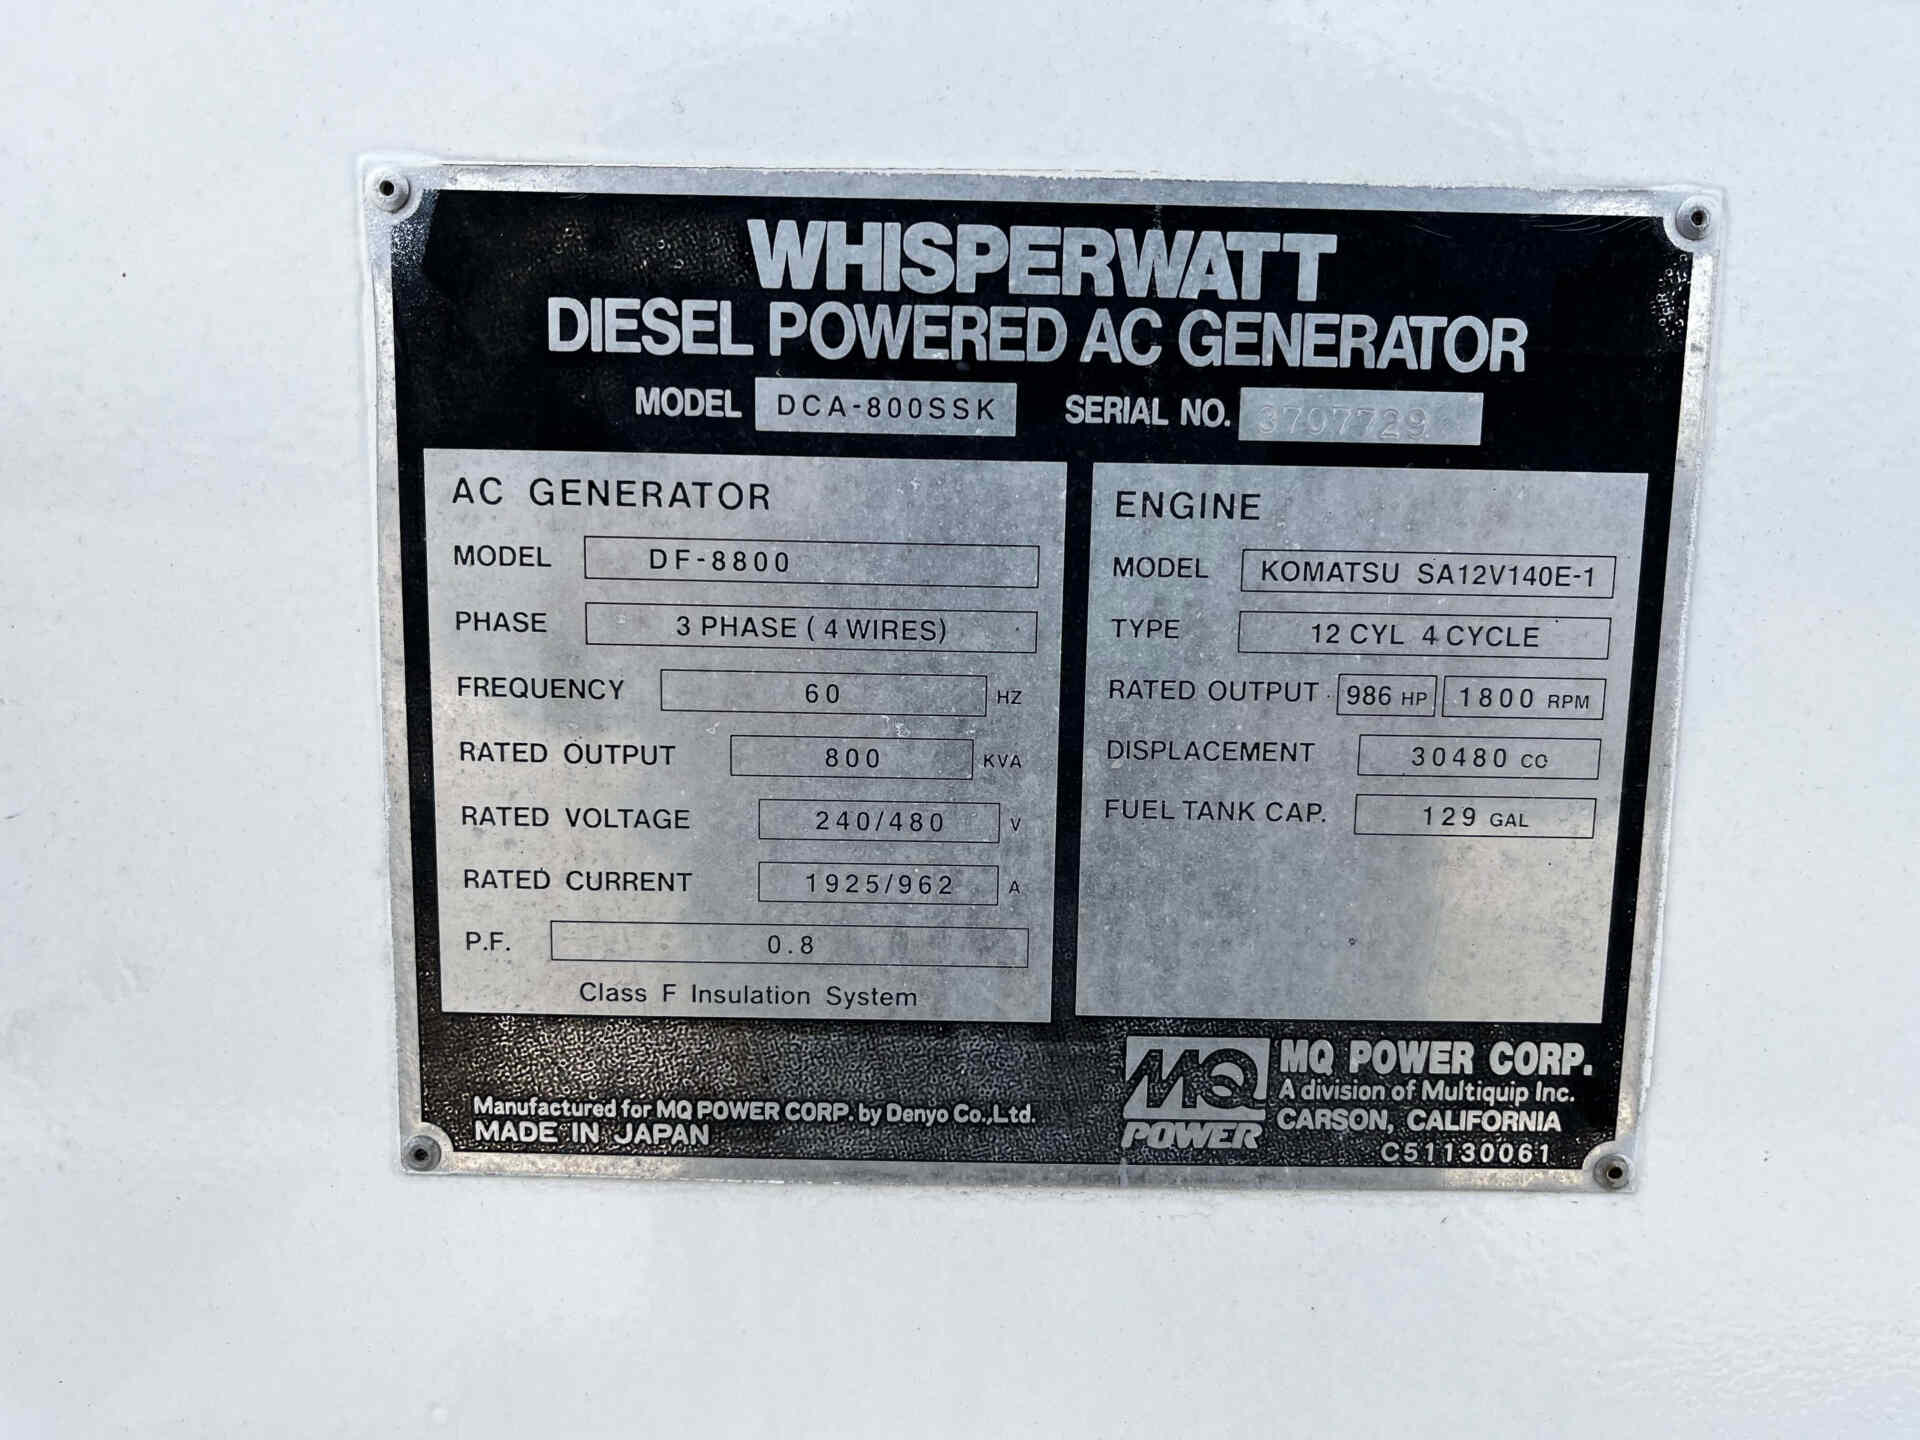 WHISPERWATT
DIESEL POWERED AC GENERATOR
MODEL DCA-800SSK SERIAL NO. 3707729
AC GENERATOR
MODEL DF-8800
PHASE 3 PHASE (4 WIRES)
FREQUENCY 60 HZ
RATED OUTPUT 800 KVA
RATED VOLTAGE 240/480 V
RATED CURRENT 1925/962 A
P.F. 0.8
Class F Insulation System
ENGINE
MODEL KOMATSU SA12V140E-1
TYPE 12 CYL 4 CYCLE
RATED OUTPUT 986 HP 1800 RPM
DISPLACEMENT 30480 CC
FUEL TANK CAP. 129 GAL
Manufactured for MQ POWER CORP. by Denyo Co.,Ltd.
MADE IN JAPAN
MQ
POWER
MQ POWER CORP.
A division of Multiquip Inc.
CARSON, CALIFORNIA
C51130061